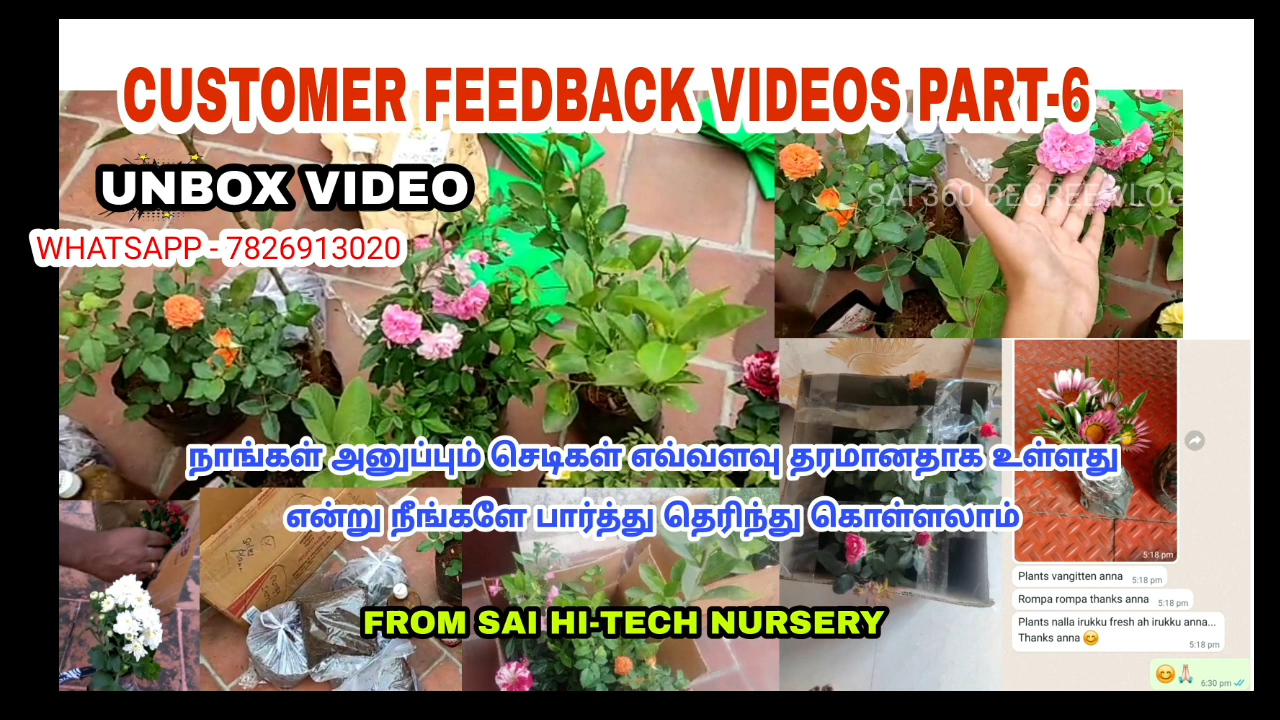 CUSTOMER FEEDBACK VIDEOS PART-6
UNBOX VIDEO
SAI 360 DEGREE VLOG
WHATSAPP - 7826913020
நாங்கள் அனுப்பும் செடிகள் எவ்வளவு தரமானதாக உள்ளது
என்று நீங்களே பார்த்து தெரிந்து கொள்ளலாம்
5:18 pm
Plants vangitten anna 5:18 pm
Rompa rompa thanks anna 5:18 pm
Plants nalla irukku fresh ah irukku anna...
Thanks anna 😊 5:18 pm
😊🙏🏻 6:30 pm
FROM SAI HI-TECH NURSERY